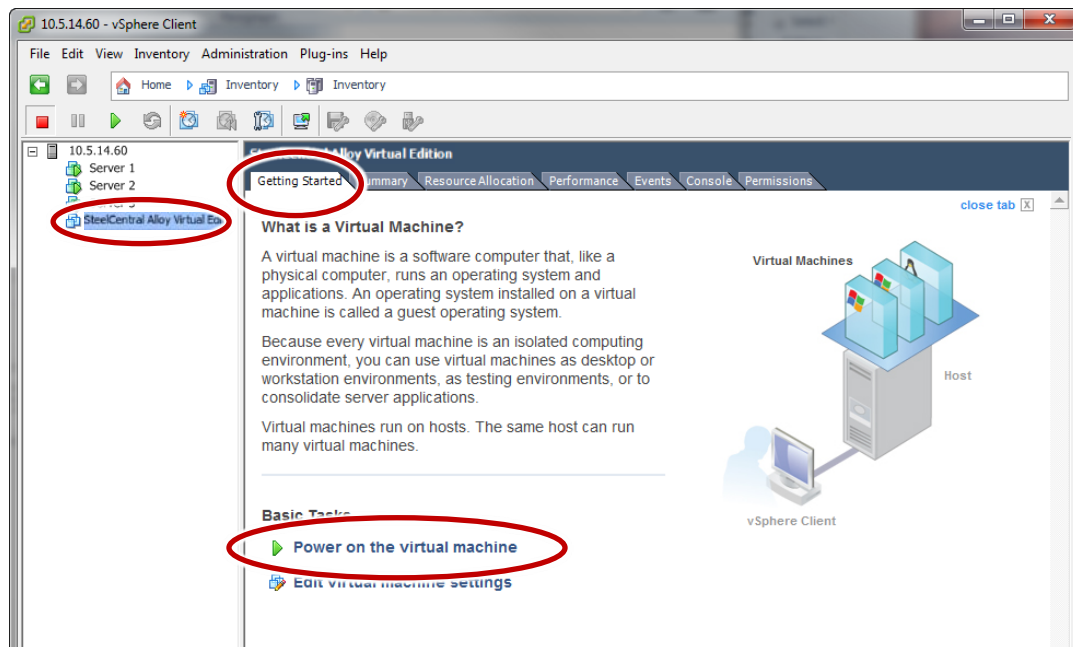 10.5.14.60 - vSphere Client
File Edit View Inventory Administration Plug-ins Help
Home Inventory Inventory
10.5.14.60
Server 1
Server 2
SteelCentral Alloy Virtual Ed
SteelCentral Alloy Virtual Edition
Getting Started Summary Resource Allocation Performance Events Console Permissions
close tab X
What is a Virtual Machine?
A virtual machine is a software computer that, like a
physical computer, runs an operating system and
applications. An operating system installed on a virtual
machine is called a guest operating system.
Because every virtual machine is an isolated computing
environment, you can use virtual machines as desktop or
workstation environments, as testing environments, or to
consolidate server applications.
Virtual machines run on hosts. The same host can run
many virtual machines.
Virtual Machines
Host
vSphere Client
Basic Tasks
Power on the virtual machine
Edit virtual machine settings